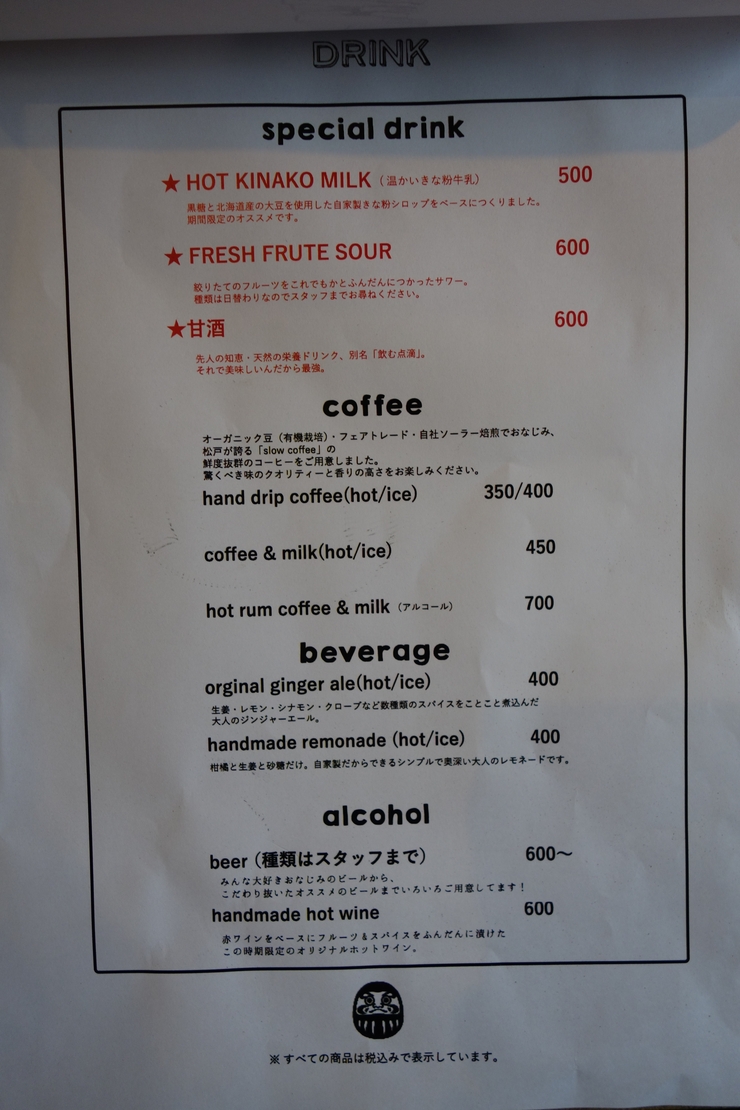 DRINK
special drink
★ HOT KINAKO MILK（温かいきな粉牛乳） 500
黒糖と北海道産の大豆を使用した自家製きな粉シロップをベースにつくりました。
期間限定のオススメです。
★ FRESH FRUTE SOUR 600
絞りたてのフルーツをこれでもかとふんだんにつかったサワー。
種類は日替わりなのでスタッフまでお尋ねください。
★甘酒 600
先人の知恵・天然の栄養ドリンク、別名「飲む点滴」。
それで美味しいんだから最強。
coffee
オーガニック豆（有機栽培）・フェアトレード・自社ソーラー焙煎でおなじみ、
松戸が誇る「slow coffee」の
鮮度抜群のコーヒーをご用意しました。
驚くべき味のクオリティーと香りの高さをお楽しみください。
hand drip coffee(hot/ice) 350/400
coffee & milk(hot/ice) 450
hot rum coffee & milk（アルコール） 700
beverage
orginal ginger ale(hot/ice) 400
生姜・レモン・シナモン・クローブなど数種類のスパイスをことこと煮込んだ
大人のジンジャーエール。
handmade remonade (hot/ice) 400
柑橘と生姜と砂糖だけ。自家製だからできるシンプルで奥深い大人のレモネードです。
alcohol
beer（種類はスタッフまで） 600〜
みんな大好きおなじみのビールから、
こだわり抜いたオススメのビールまでいろいろご用意してます！
handmade hot wine 600
赤ワインをベースにフルーツ&スパイスをふんだんに漬けた
この時期限定のオリジナルホットワイン。
※すべての商品は税込みで表示しています。